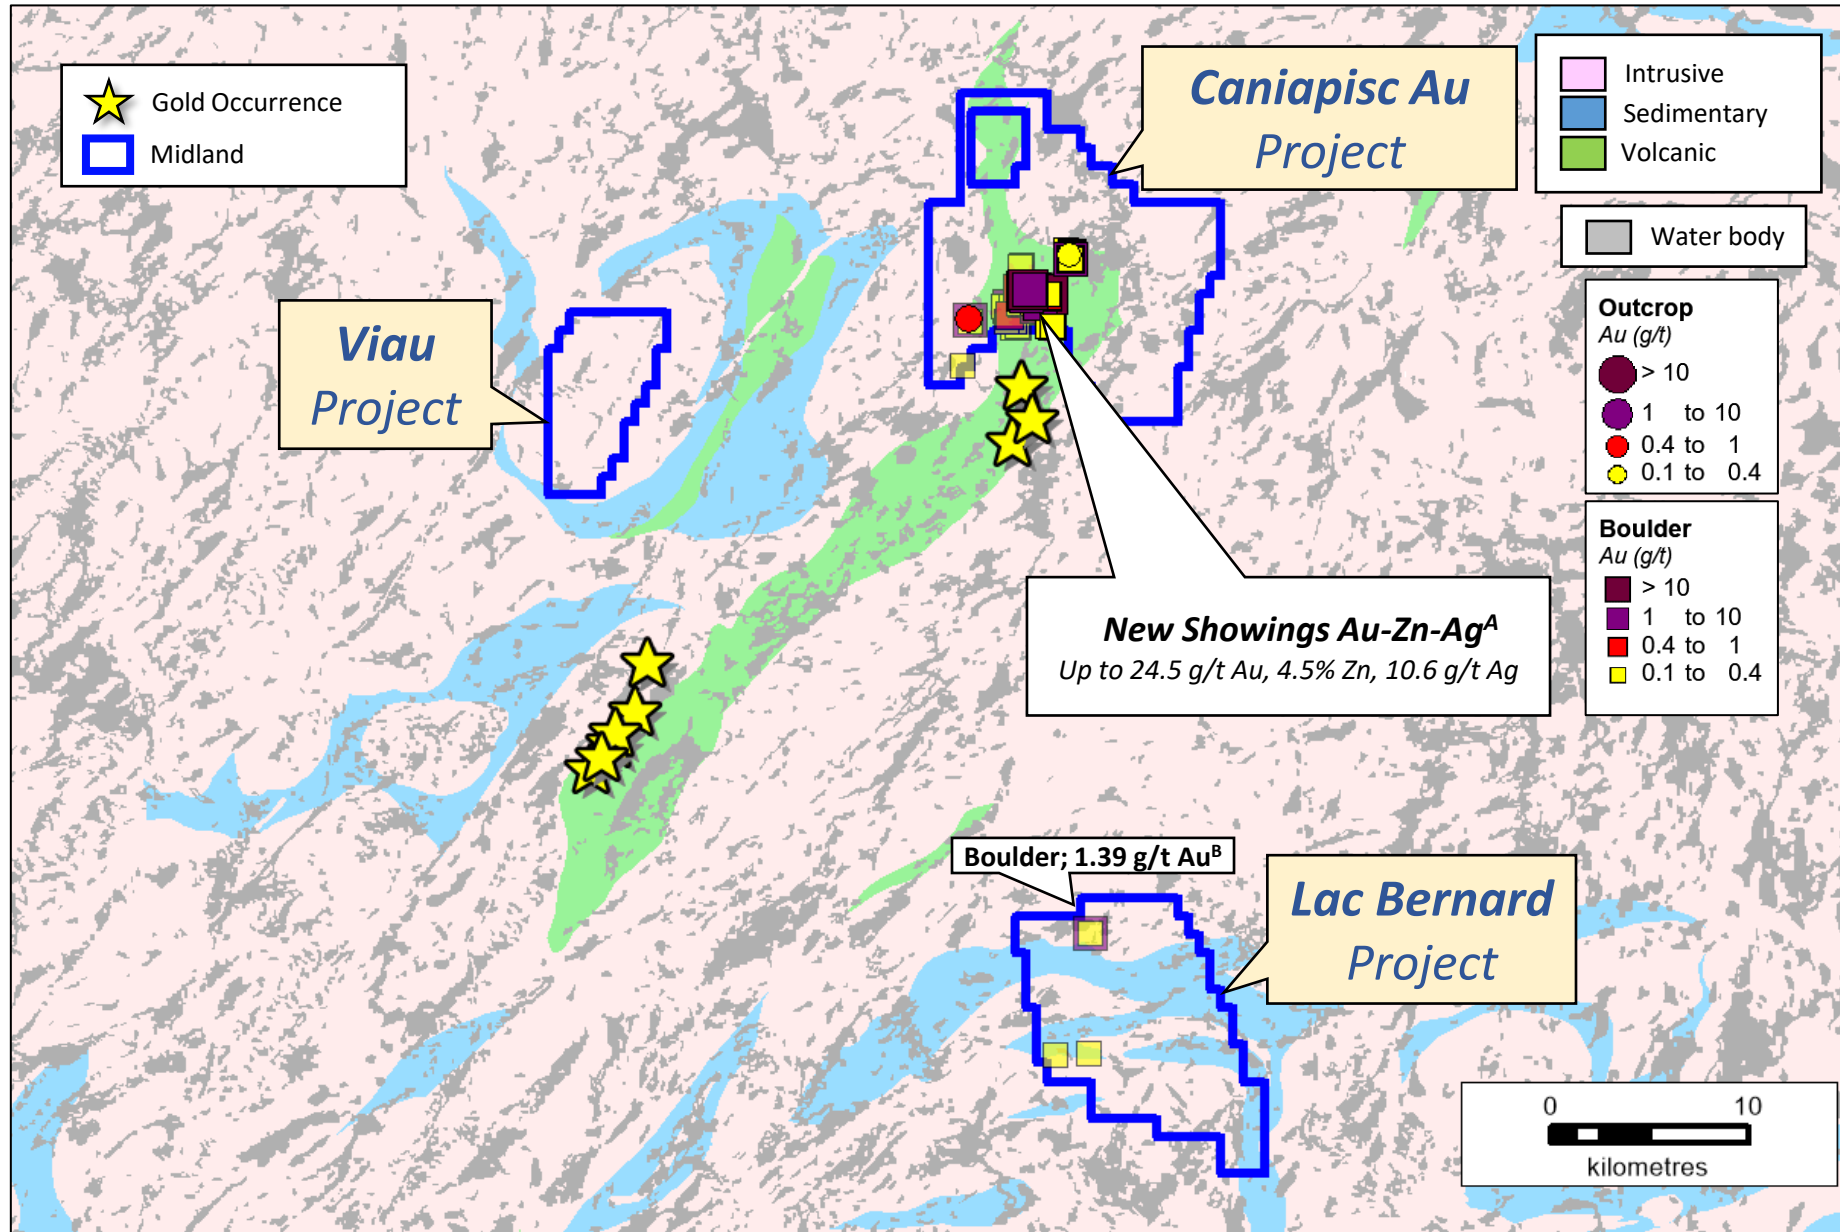 Gold Occurrence
Midland
Caniapisc Au
Project
Intrusive
Sedimentary
Volcanic
Water body
Viau
Project
Outcrop
Au (g/t)
> 10
1 to 10
0.4 to 1
0.1 to 0.4
Boulder
Au (g/t)
> 10
1 to 10
0.4 to 1
0.1 to 0.4
New Showings Au-Zn-Ag^A
Up to 24.5 g/t Au, 4.5% Zn, 10.6 g/t Ag
Boulder; 1.39 g/t Au^B
Lac Bernard
Project
0 10
kilometres